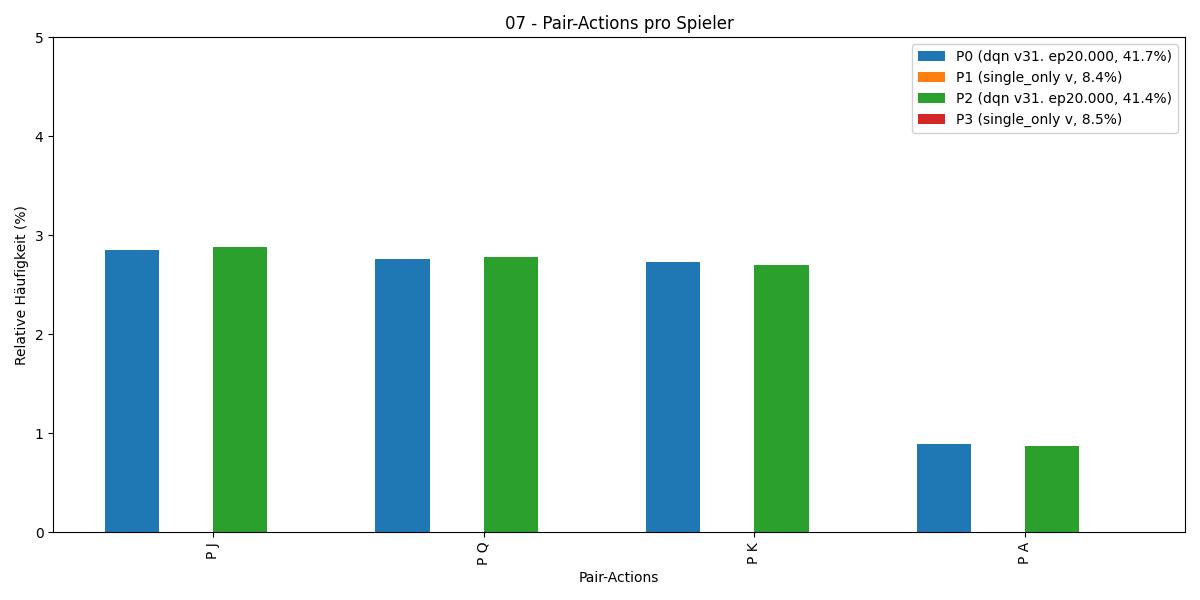 07 - Pair-Actions pro Spieler
P0 (dqn v31. ep20.000, 41.7%)
P1 (single_only v, 8.4%)
P2 (dqn v31. ep20.000, 41.4%)
P3 (single_only v, 8.5%)
Relative Häufigkeit (%)
5
4
3
2
1
0
P J
P Q
P K
P A
Pair-Actions